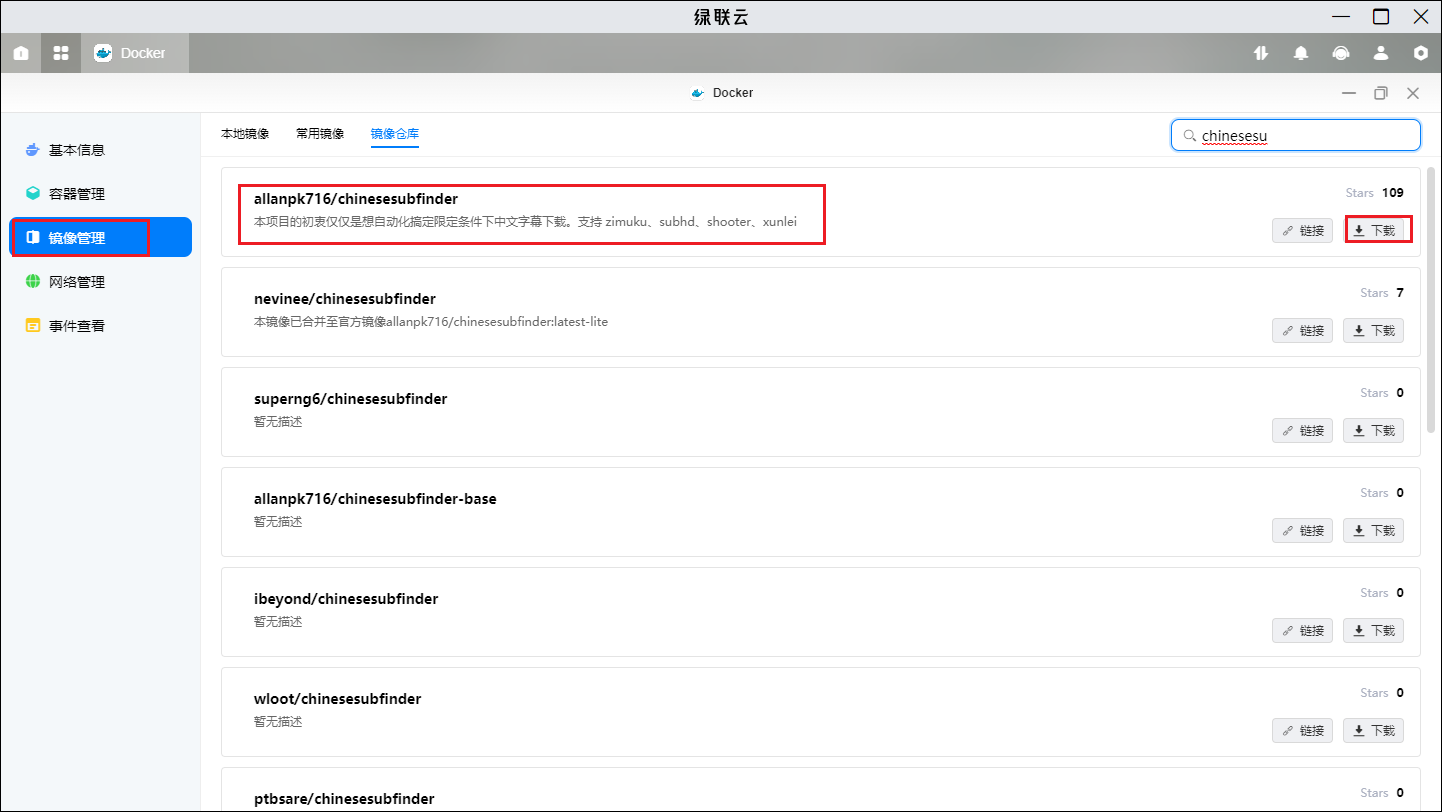 绿联云
Docker
Docker
基本信息
容器管理
镜像管理
网络管理
事件查看
本地镜像 常用镜像 镜像仓库
chinesesu
allanpk716/chinesesubfinder
本项目的初衷仅仅是想自动化搞定限定条件下中文字幕下载。支持 zimuku、subhd、shooter、xunlei
Stars 109
链接 下载
nevinee/chinesesubfinder
本镜像已合并至官方镜像allanpk716/chinesesubfinder:latest-lite
Stars 7
链接 下载
superng6/chinesesubfinder
暂无描述
Stars 0
链接 下载
allanpk716/chinesesubfinder-base
暂无描述
Stars 0
链接 下载
ibeyond/chinesesubfinder
暂无描述
Stars 0
链接 下载
wloot/chinesesubfinder
暂无描述
Stars 0
链接 下载
ptbsare/chinesesubfinder
Stars 0